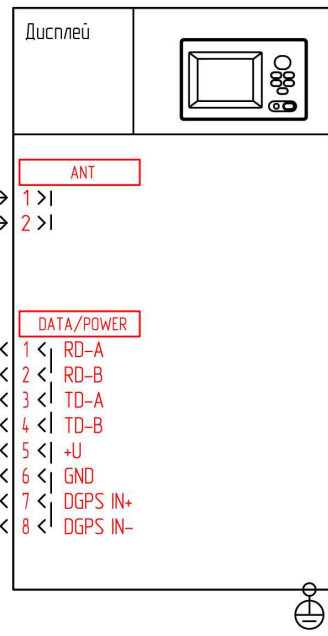 Дисплей
ANT
1
2
DATA/POWER
1 RD-A
2 RD-B
3 TD-A
4 TD-B
5 +U
6 GND
7 DGPS IN+
8 DGPS IN-